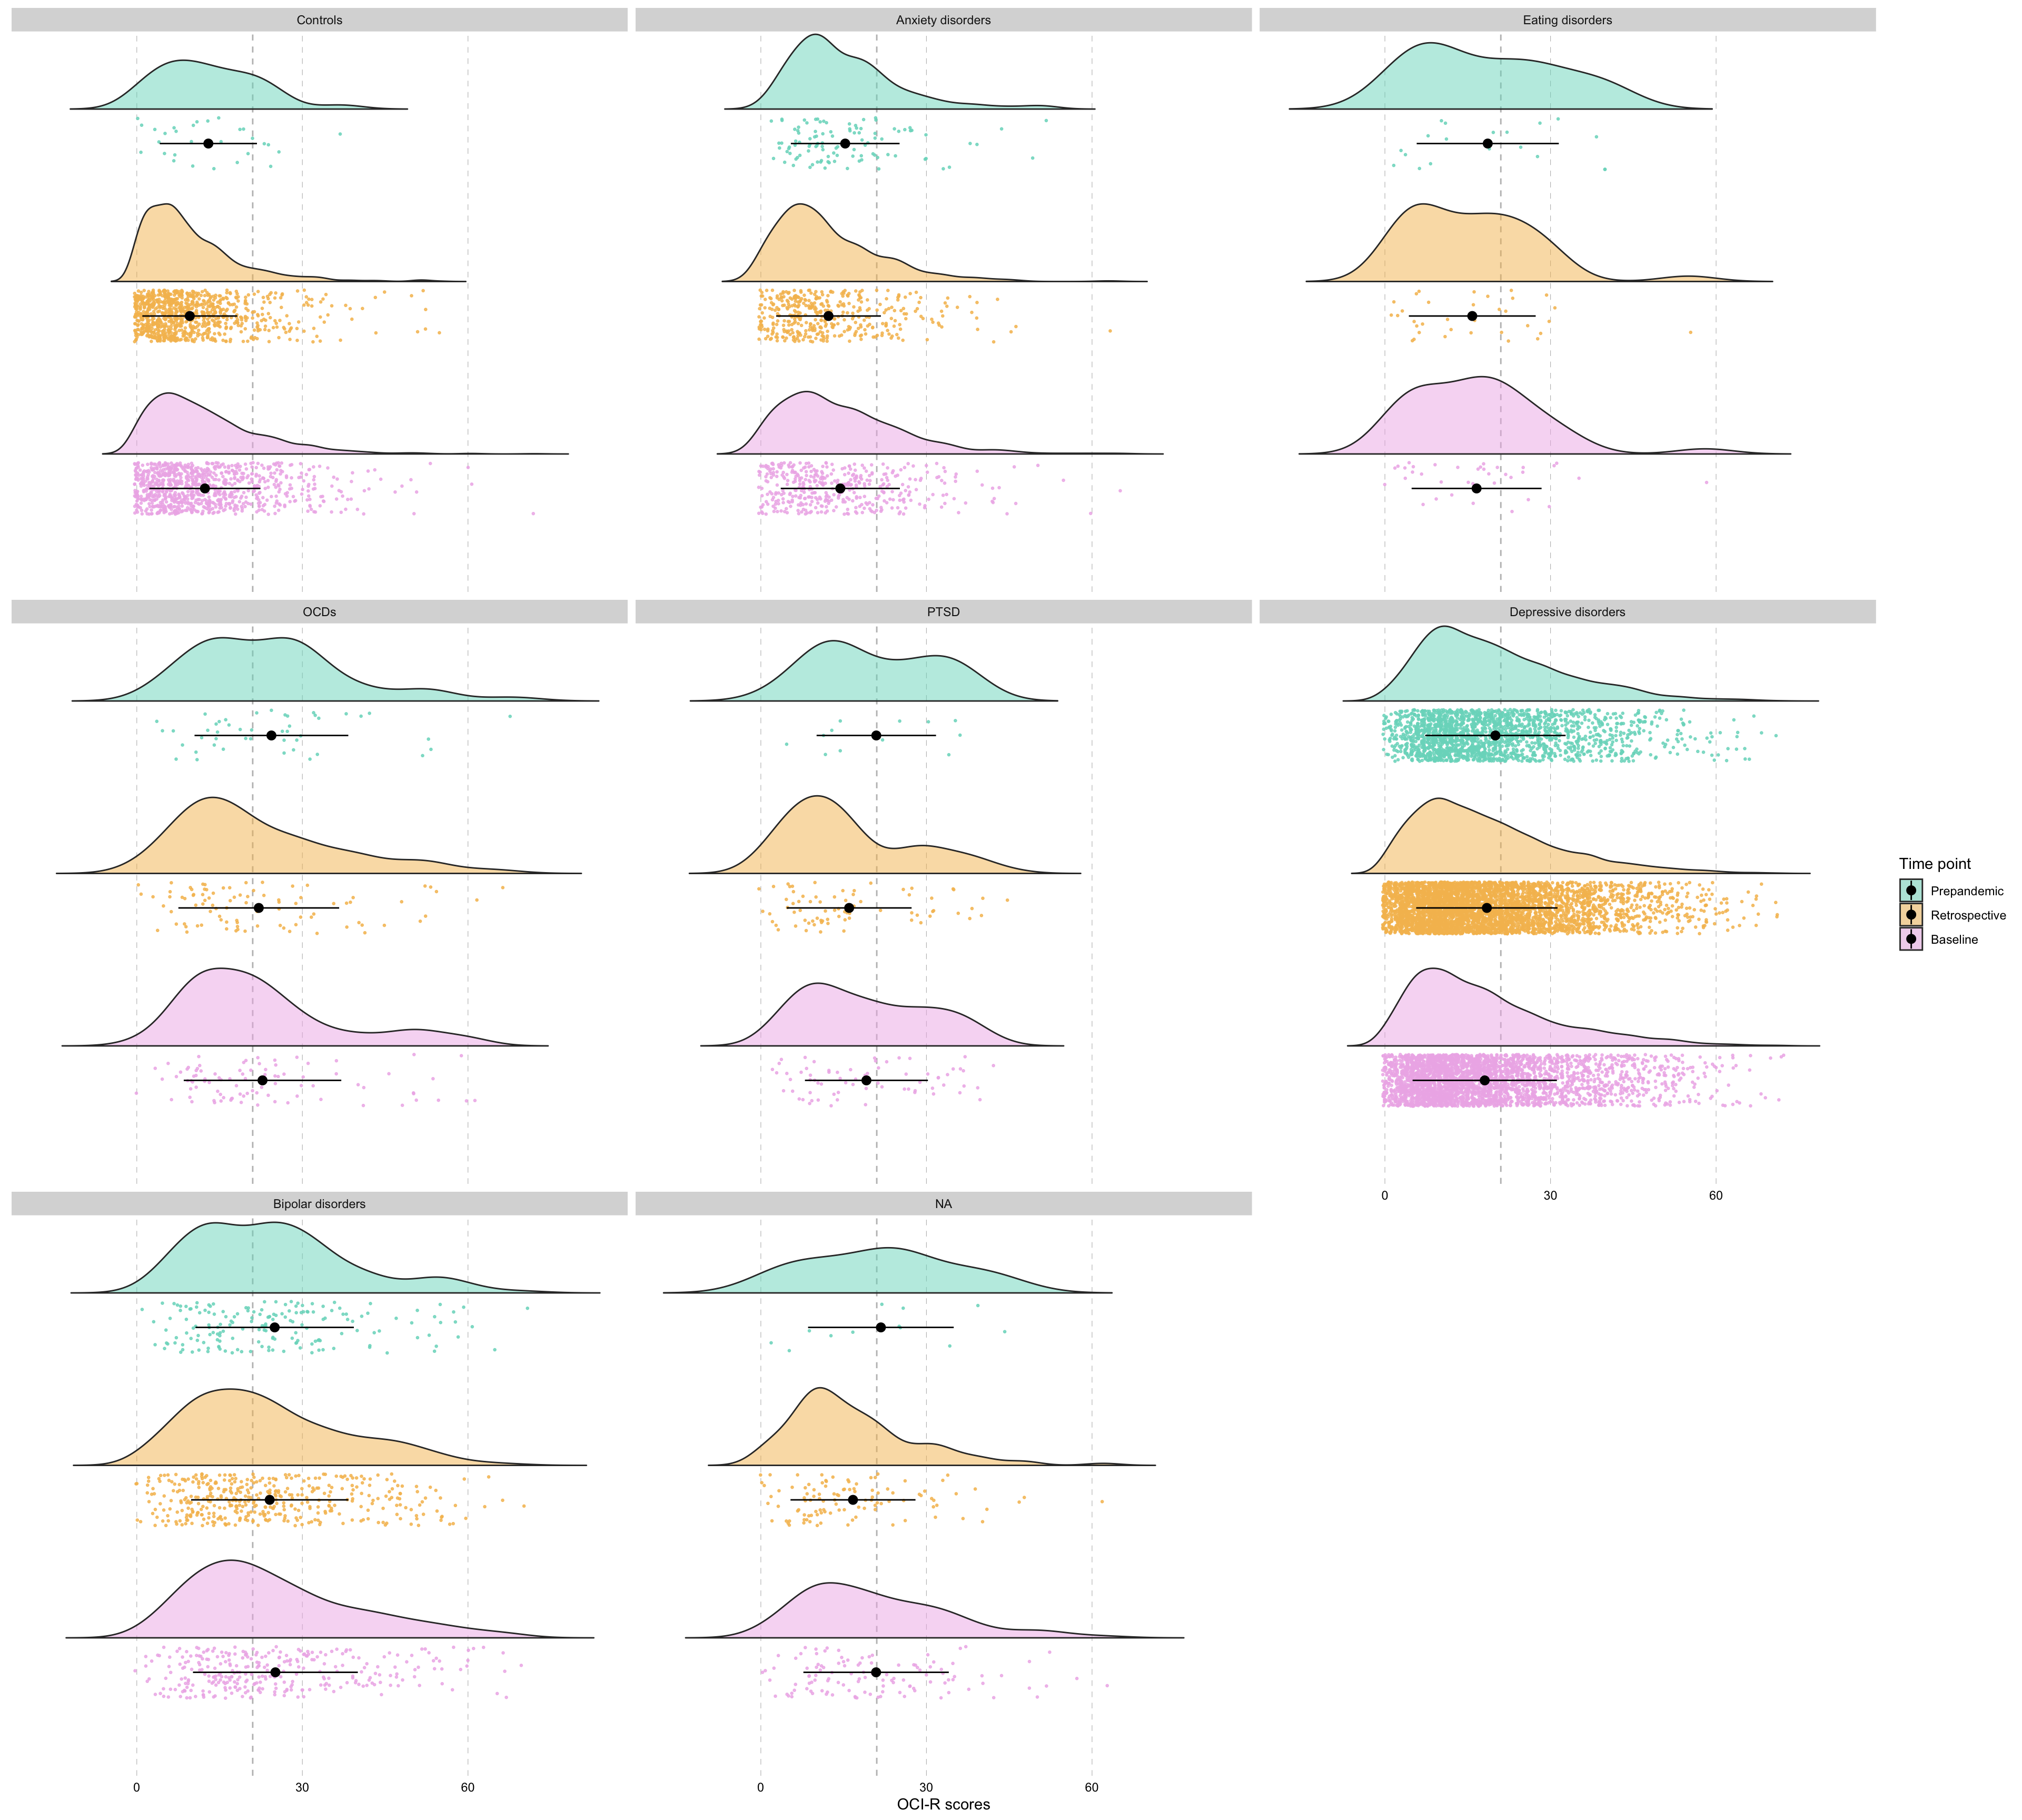 Controls
Anxiety disorders
Eating disorders
OCDs
PTSD
Depressive disorders
Time point
Prepandemic
Retrospective
Baseline
0 30 60
Bipolar disorders
NA
0 30 60
0 30 60
OCI-R scores